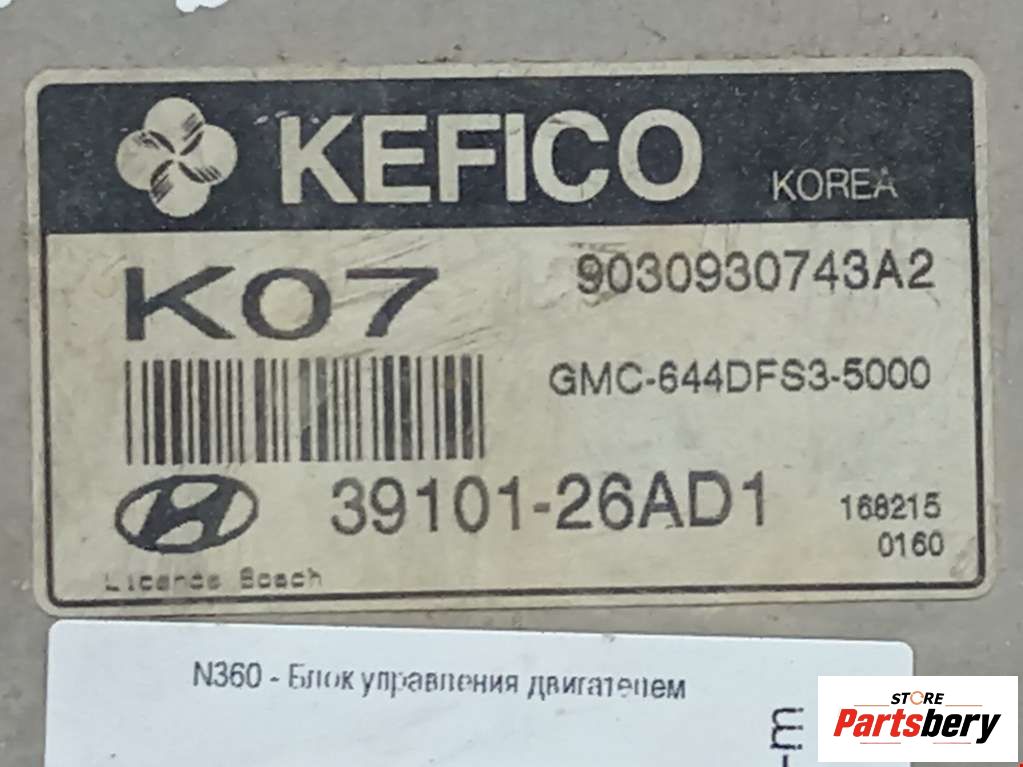 KEFICO KOREA
K07
9030930743A2
GMC-644DFS3-5000
39101-26AD1
168215
0160
Licence Bosch
N360 - Блок управления двигателем
STORE
Partsbery